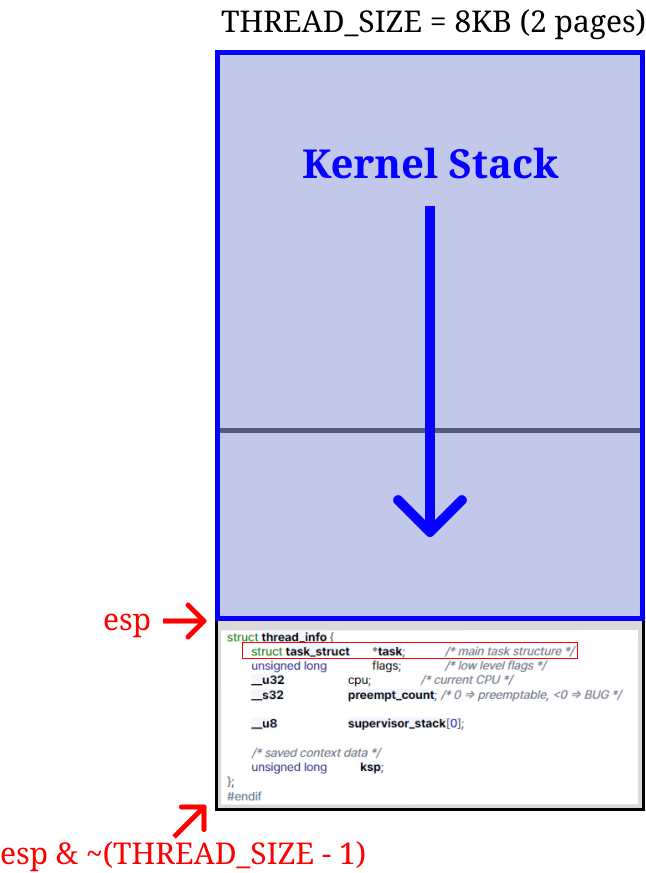 THREAD_SIZE = 8KB (2 pages)
Kernel Stack
esp
struct thread_info {
struct task_struct *task; /* main task structure */
unsigned long flags; /* low level flags */
__u32 cpu; /* current CPU */
__s32 preempt_count; /* 0 => preemptable, <0 => BUG */
__u8 supervisor_stack[0];
/* saved context data */
unsigned long ksp;
};
#endif
esp & ~(THREAD_SIZE - 1)